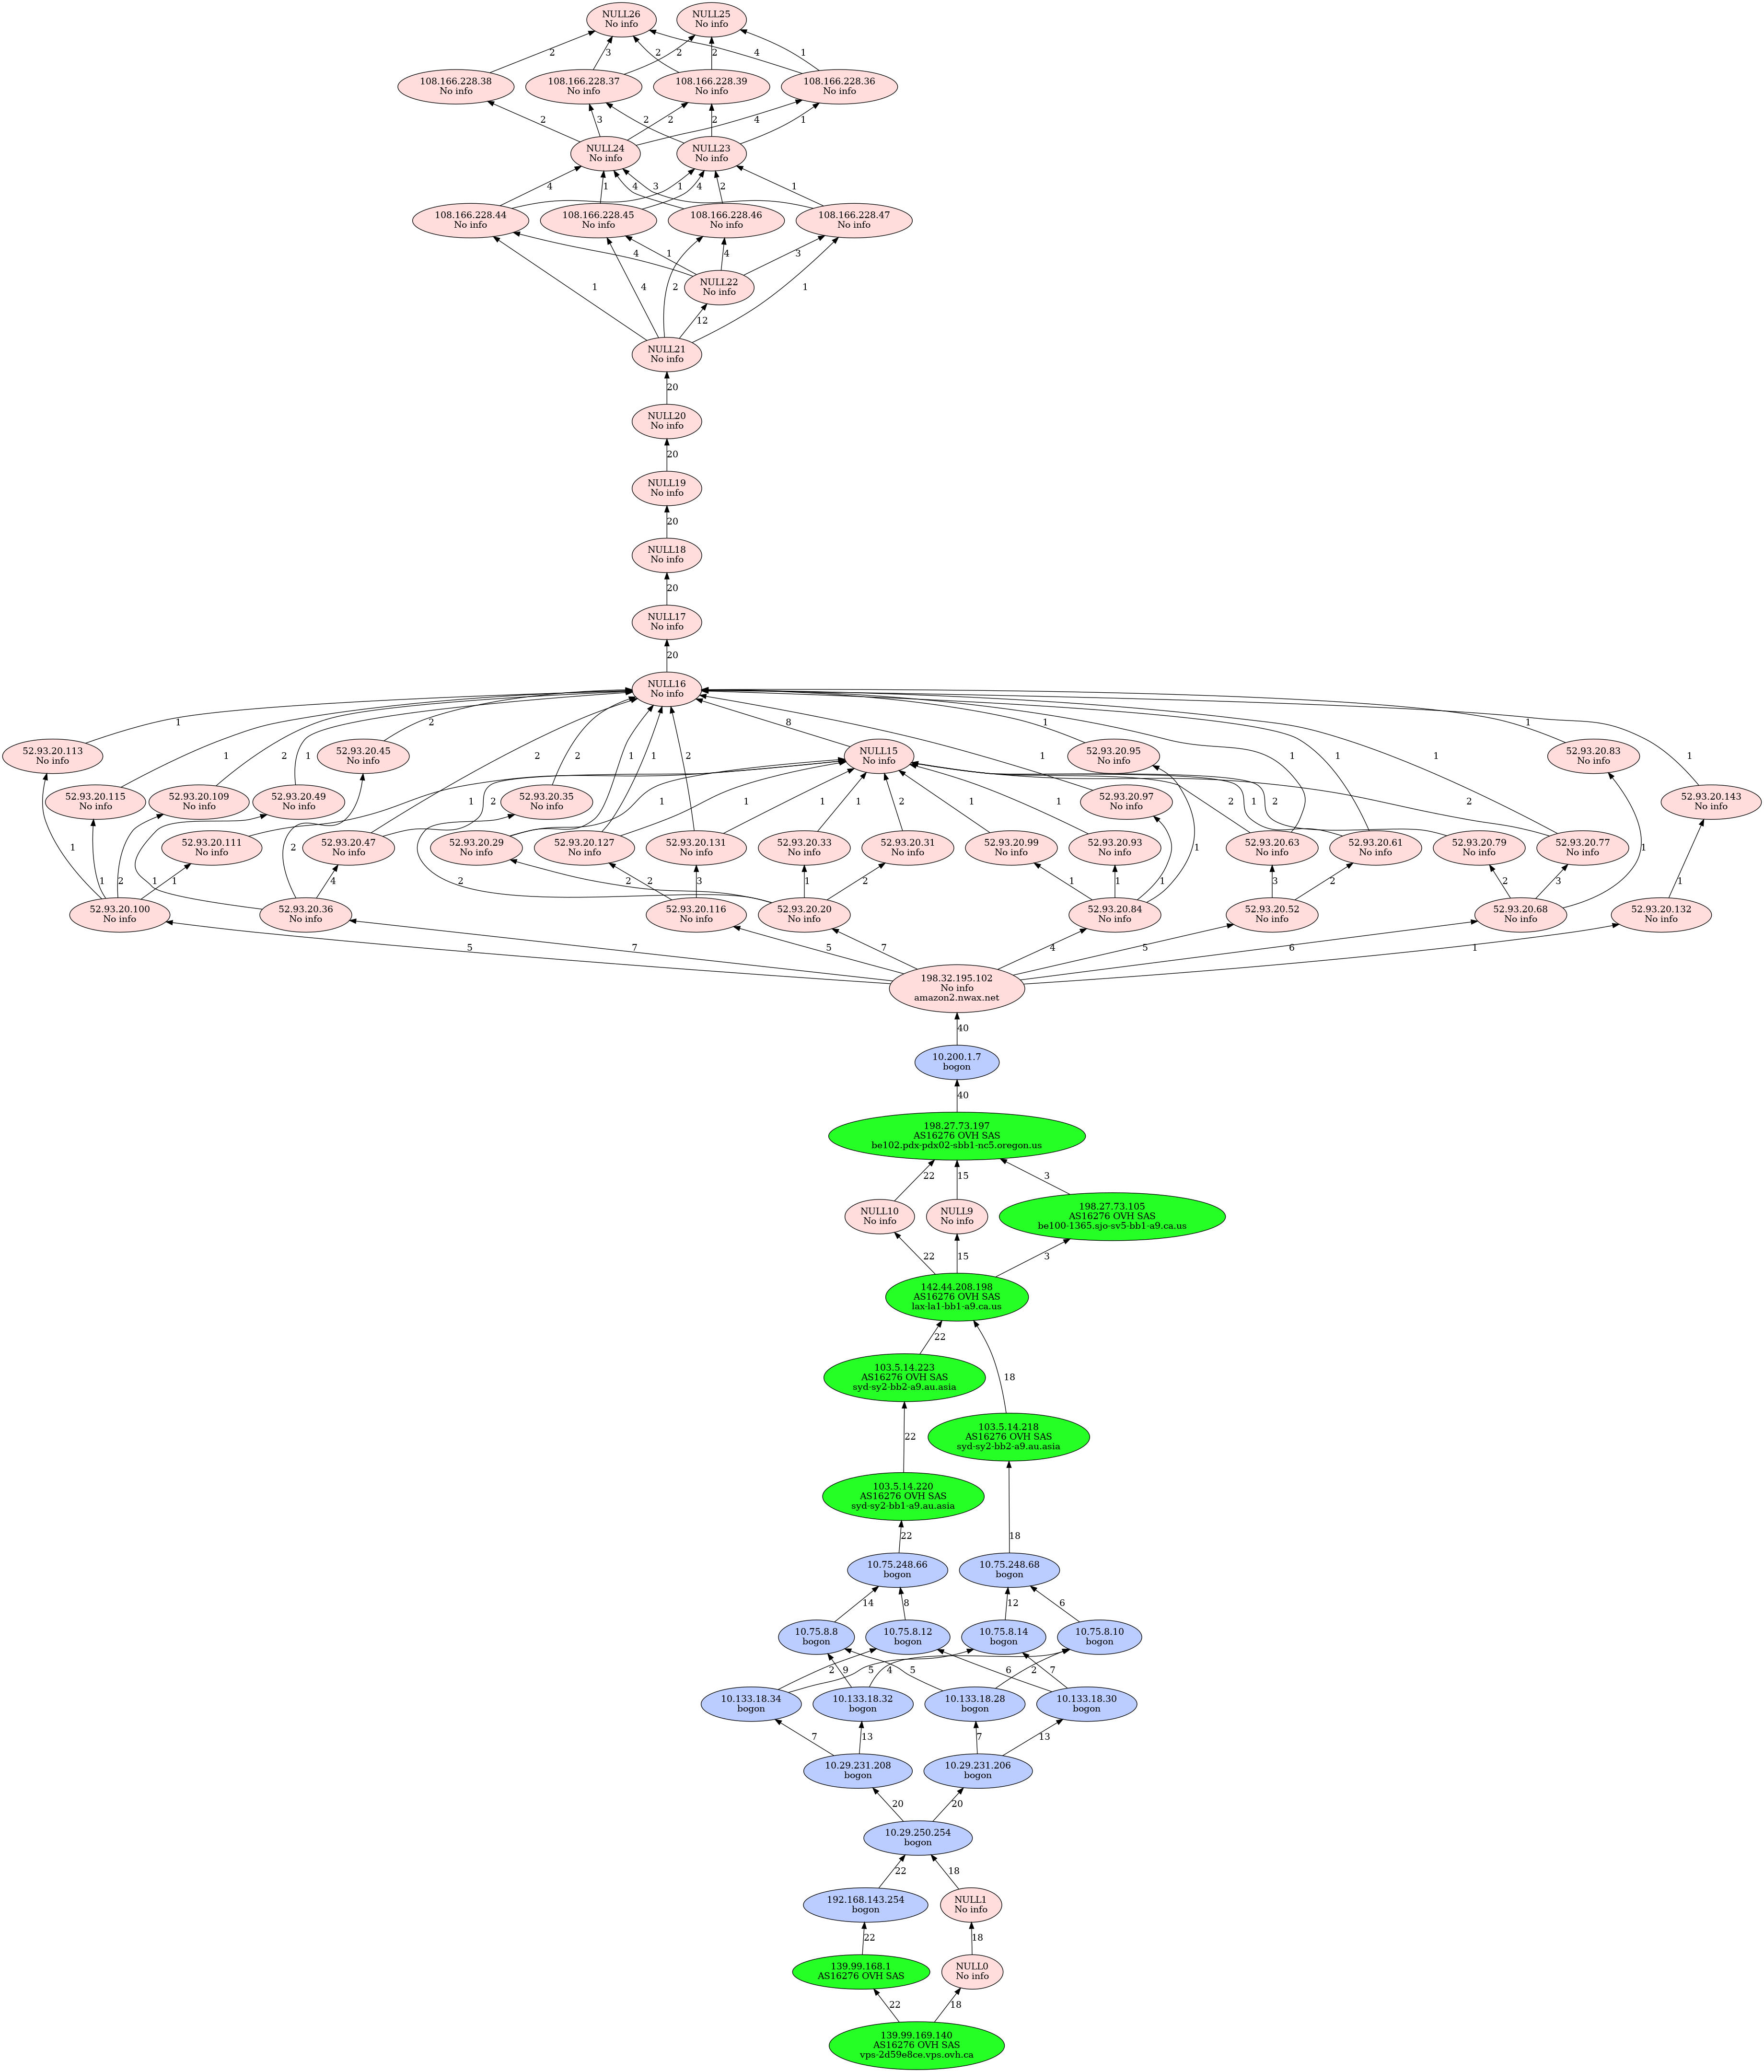 NULL26
No info
NULL25
No info
2
3
2
2
2
4
1
108.166.228.38
No info
108.166.228.37
No info
108.166.228.39
No info
108.166.228.36
No info
2
3
2
2
2
4
1
NULL24
No info
NULL23
No info
4
1
4
3
1
4
2
1
108.166.228.44
No info
108.166.228.45
No info
108.166.228.46
No info
108.166.228.47
No info
4
1
4
3
NULL22
No info
1
4
2
1
12
NULL21
No info
20
NULL20
No info
20
NULL19
No info
20
NULL18
No info
20
NULL17
No info
20
NULL16
No info
1
1
2
1
2
2
2
1
1
2
8
1
1
1
1
1
1
1
52.93.20.113
No info
52.93.20.45
No info
NULL15
No info
52.93.20.95
No info
52.93.20.83
No info
52.93.20.115
No info
52.93.20.109
No info
52.93.20.49
No info
52.93.20.35
No info
52.93.20.97
No info
52.93.20.143
No info
1
2
1
1
1
1
2
1
1
2
1
2
2
52.93.20.111
No info
52.93.20.47
No info
52.93.20.29
No info
52.93.20.127
No info
52.93.20.131
No info
52.93.20.33
No info
52.93.20.31
No info
52.93.20.99
No info
52.93.20.93
No info
52.93.20.63
No info
52.93.20.61
No info
52.93.20.79
No info
52.93.20.77
No info
1
1
2
1
1
2
4
2
2
2
3
1
2
1
1
1
1
3
2
2
3
1
1
52.93.20.100
No info
52.93.20.36
No info
52.93.20.116
No info
52.93.20.20
No info
52.93.20.84
No info
52.93.20.52
No info
52.93.20.68
No info
52.93.20.132
No info
5
7
5
7
4
5
6
1
198.32.195.102
No info
amazon2.nwax.net
40
10.200.1.7
bogon
40
198.27.73.197
AS16276 OVH SAS
be102.pdx-pdx02-sbb1-nc5.oregon.us
22
15
3
NULL10
No info
NULL9
No info
198.27.73.105
AS16276 OVH SAS
be100-1365.sjo-sv5-bb1-a9.ca.us
22
15
3
142.44.208.198
AS16276 OVH SAS
lax-la1-bb1-a9.ca.us
22
18
103.5.14.223
AS16276 OVH SAS
syd-sy2-bb2-a9.au.asia
103.5.14.218
AS16276 OVH SAS
syd-sy2-bb2-a9.au.asia
22
103.5.14.220
AS16276 OVH SAS
syd-sy2-bb1-a9.au.asia
22
18
10.75.248.66
bogon
10.75.248.68
bogon
14
8
12
6
10.75.8.8
bogon
10.75.8.12
bogon
10.75.8.14
bogon
10.75.8.10
bogon
2
9
5
4
5
6
2
7
10.133.18.34
bogon
10.133.18.32
bogon
10.133.18.28
bogon
10.133.18.30
bogon
7
13
7
13
10.29.231.208
bogon
10.29.231.206
bogon
20
20
10.29.250.254
bogon
22
18
192.168.143.254
bogon
NULL1
No info
22
18
139.99.168.1
AS16276 OVH SAS
NULL0
No info
22
18
139.99.169.140
AS16276 OVH SAS
vps-2d59e8ce.vps.ovh.ca